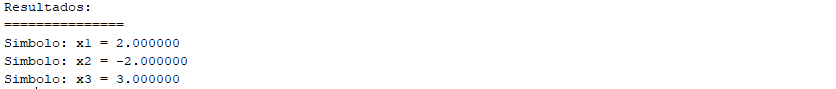 Resultados:
===============
Simbolo: x1 = 2.000000
Simbolo: x2 = -2.000000
Simbolo: x3 = 3.000000